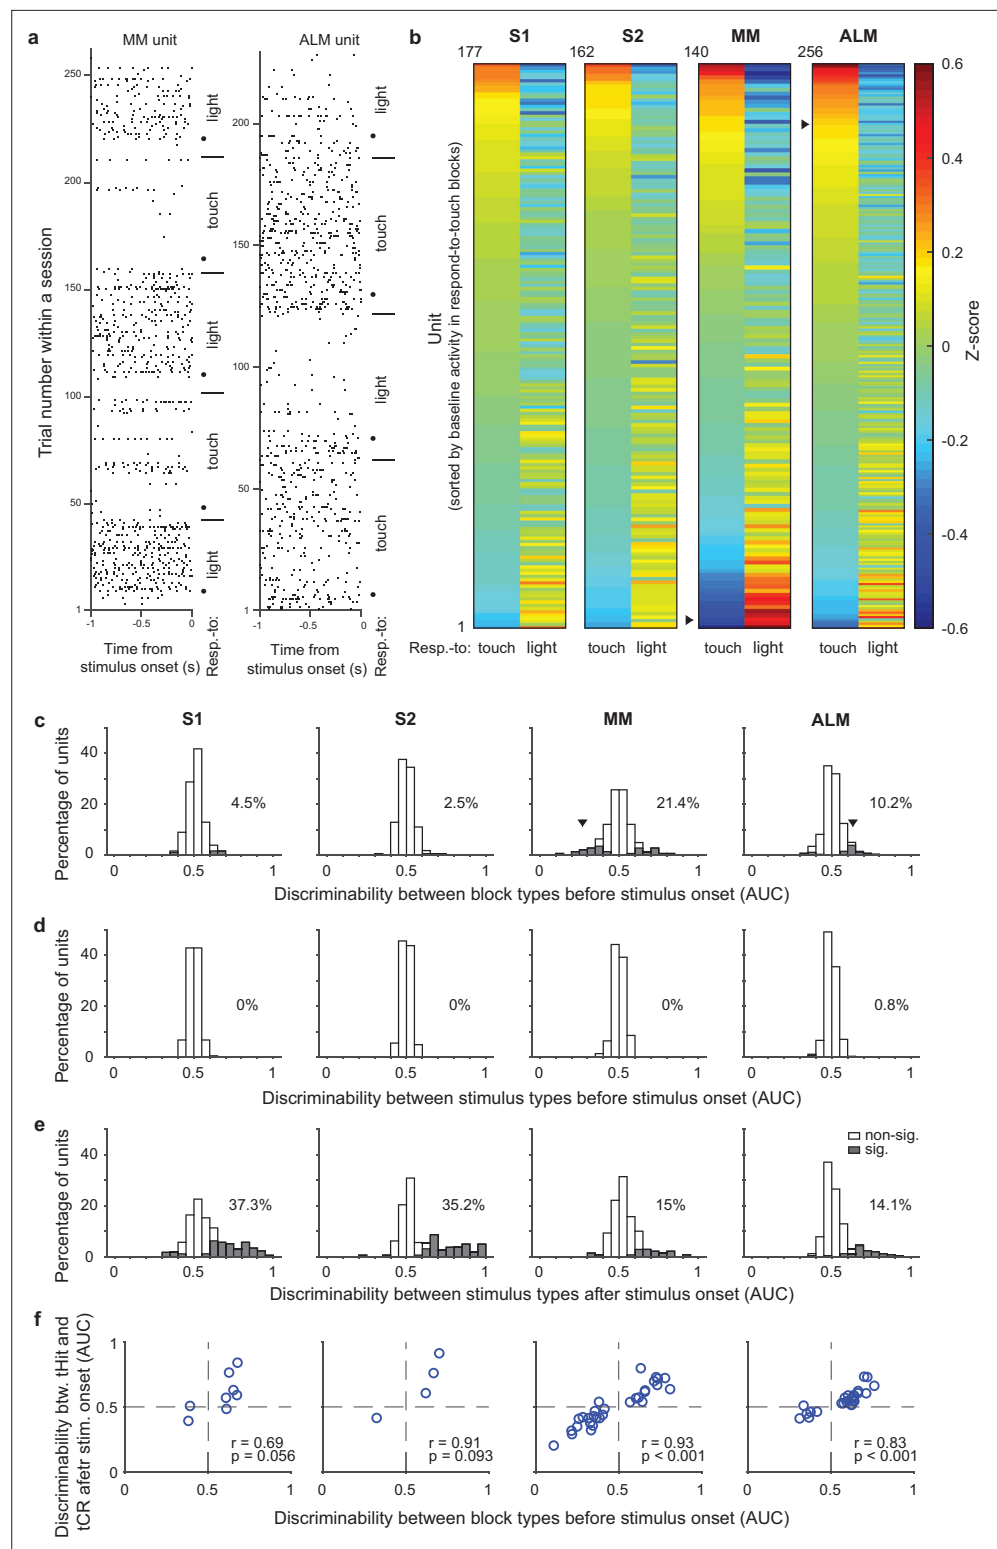 a
MM unit
ALM unit
250
200
150
100
50
1
Trial number within a session
-1
-0.5
0
Time from
stimulus onset (s)
Resp.-to:
light
touch
light
touch
light
200
150
100
50
1
-1
-0.5
0
Time from
stimulus onset (s)
Resp.-to:
light
touch
light
touch
b
S1
S2
MM
ALM
177
162
140
256
Unit
(sorted by baseline activity in respond-to-touch blocks)
1
Resp.-to: touch light
touch light
touch light
touch light
0.6
0.4
0.2
0
-0.2
-0.4
-0.6
Z-score
c
S1
S2
MM
ALM
Percentage of units
40
20
0
4.5%
2.5%
21.4%
10.2%
0 0.5 1
0 0.5 1
0 0.5 1
0 0.5 1
Discriminability between block types before stimulus onset (AUC)
d
Percentage of units
40
20
0
0%
0%
0%
0.8%
0 0.5 1
0 0.5 1
0 0.5 1
0 0.5 1
Discriminability between stimulus types before stimulus onset (AUC)
e
Percentage of units
40
20
0
non-sig.
sig.
37.3%
35.2%
15%
14.1%
0 0.5 1
0 0.5 1
0 0.5 1
0 0.5 1
Discriminability between stimulus types after stimulus onset (AUC)
f
Discriminability btw. tHit and
tCR afetr stim. onset (AUC)
1
0.5
0
r = 0.69
p = 0.056
r = 0.91
p = 0.093
r = 0.93
p < 0.001
r = 0.83
p < 0.001
0 0.5 1
0 0.5 1
0 0.5 1
0 0.5 1
Discriminability between block types before stimulus onset (AUC)